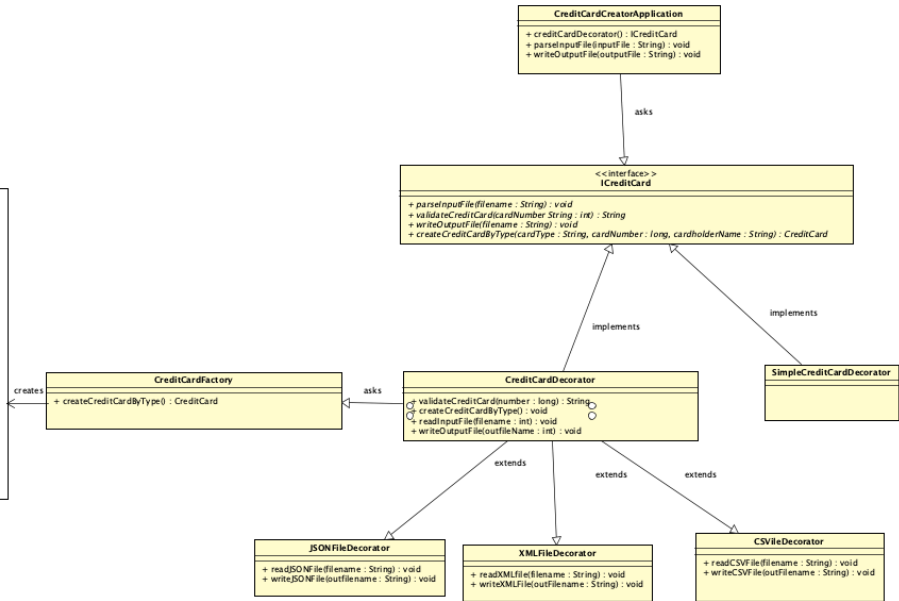 CreditCardCreatorApplication
+ creditCardDecorator() : ICreditCard
+ parseInputFile(inputFile : String) : void
+ writeOutputFile(outputFile : String) : void
asks
<<interface>>
ICreditCard
+ parseInputFile(filename : String) : void
+ validateCreditCard(cardNumber String : int) : String
+ writeOutputFile(filename : String) : void
+ createCreditCardByType(cardType : String, cardNumber : long, cardholderName : String) : CreditCard
implements
implements
SimpleCreditCardDecorator
creates
CreditCardFactory
+ createCreditCardByType() : CreditCard
asks
CreditCardDecorator
+ validateCreditCard(number : long) : String
+ createCreditCardByType() : void
+ readInputFile(filename : int) : void
+ writeOutputFile(outfileName : int) : void
extends
extends
extends
JSONFileDecorator
+ readJSONFile(filename : String) : void
+ writeJSONFile(outfilename : String) : void
XMLFileDecorator
+ readXMLfile(filename : String) : void
+ writeXMLFile(outFilename : String) : void
CSVileDecorator
+ readCSVFile(filename : String) : void
+ writeCSVFile(outFilename : String) : void